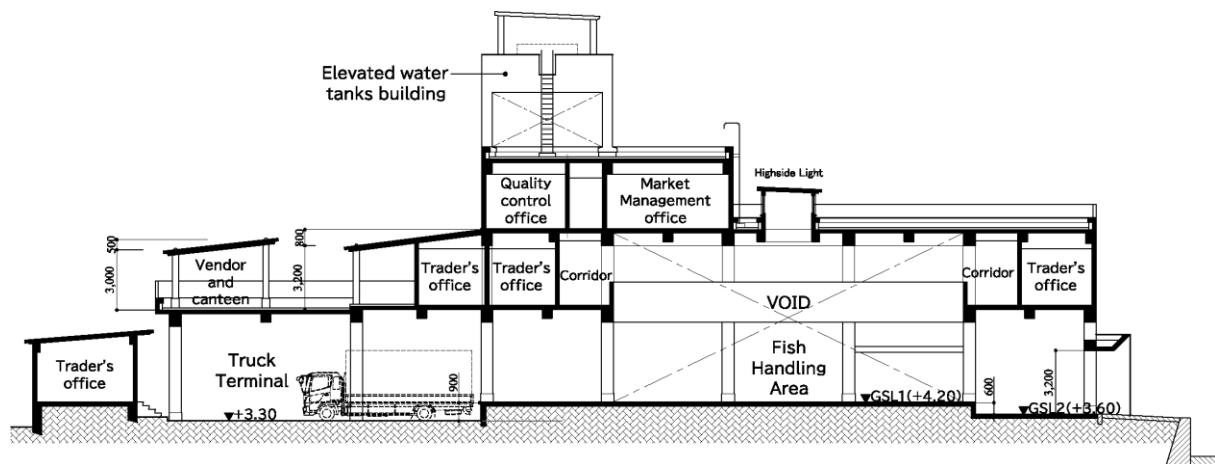 Elevated water
tanks building
Highside Light
Quality
control
office
Market
Management
office
500
3,000
800
3,200
Vendor
and
canteen
Trader's
office
Trader's
office
Corridor
VOID
Corridor
Trader's
office
Trader's
office
Truck
Terminal
+3.30
900
Fish
Handling
Area
GSL1(+4.20)
600
3,200
GSL2(+3.60)